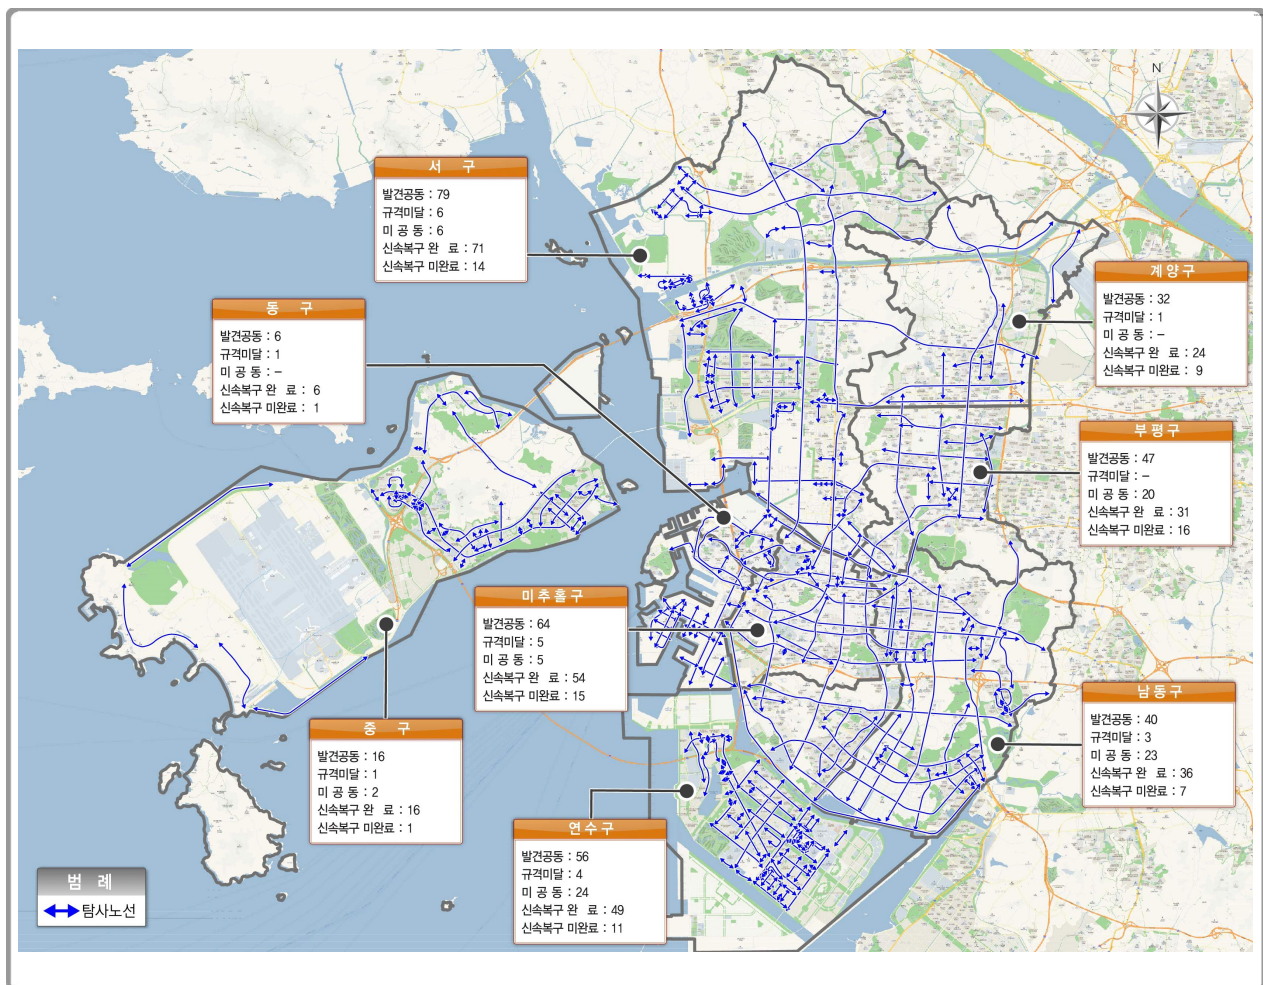 N
서 구
발견공동 : 79
규격미달 : 6
미 공 동 : 6
신속복구 완 료 : 71
신속복구 미완료 : 14
동 구
발견공동 : 6
규격미달 : 1
미 공 동 : -
신속복구 완 료 : 6
신속복구 미완료 : 1
계양구
발견공동 : 32
규격미달 : 1
미 공 동 : -
신속복구 완 료 : 24
신속복구 미완료 : 9
부평구
발견공동 : 47
규격미달 : -
미 공 동 : 20
신속복구 완 료 : 31
신속복구 미완료 : 16
미추홀구
발견공동 : 64
규격미달 : 5
미 공 동 : 5
신속복구 완 료 : 54
신속복구 미완료 : 15
남동구
발견공동 : 40
규격미달 : 3
미 공 동 : 23
신속복구 완 료 : 36
신속복구 미완료 : 7
중 구
발견공동 : 16
규격미달 : 1
미 공 동 : 2
신속복구 완 료 : 16
신속복구 미완료 : 1
연수구
발견공동 : 56
규격미달 : 4
미 공 동 : 24
신속복구 완 료 : 49
신속복구 미완료 : 11
범 례
탐사노선